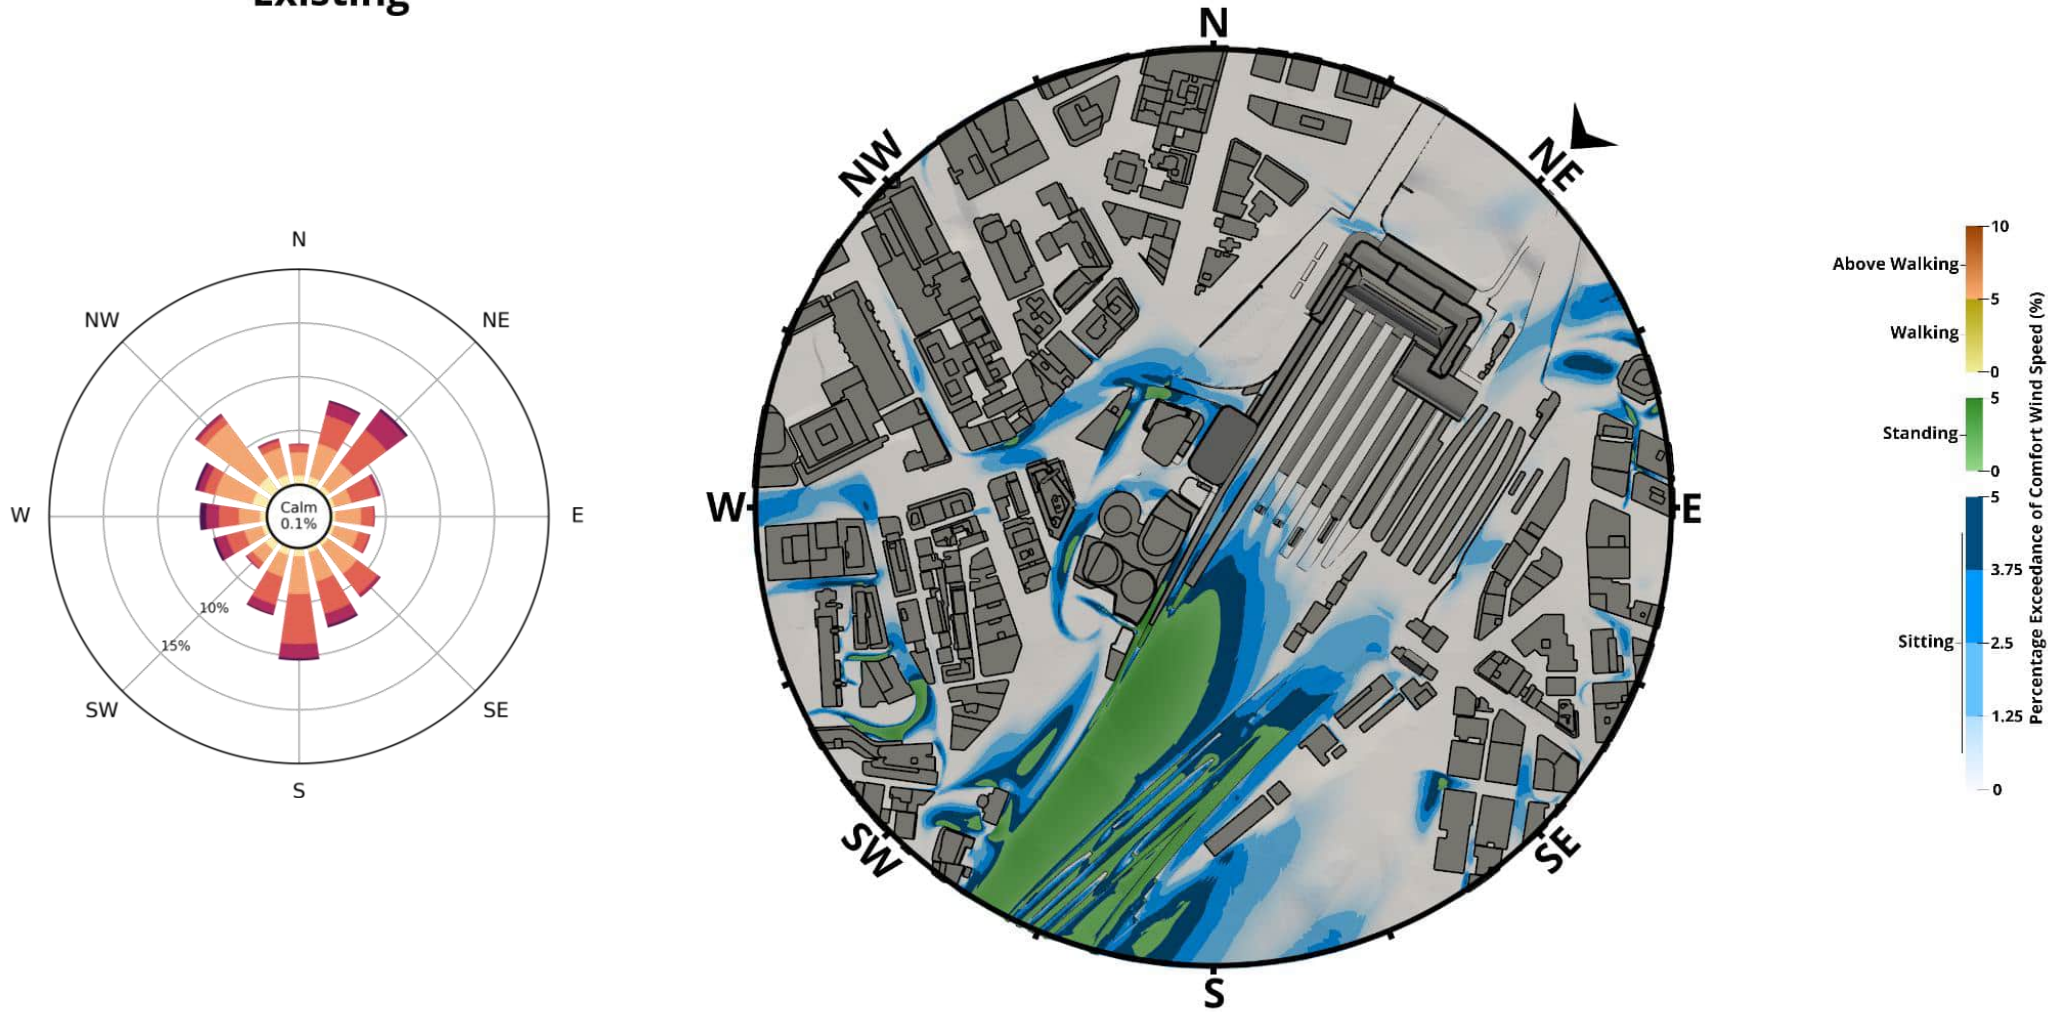 Existing
N
NW
NE
W
Calm
0.1%
E
10%
15%
SW
SE
S
N
NW
NE
W
E
SW
SE
S
10
Above Walking
5
Walking
0
5
Standing
0
5
3.75
2.5
Sitting
1.25
0
Percentage Exceedance of Comfort Wind Speed (%)